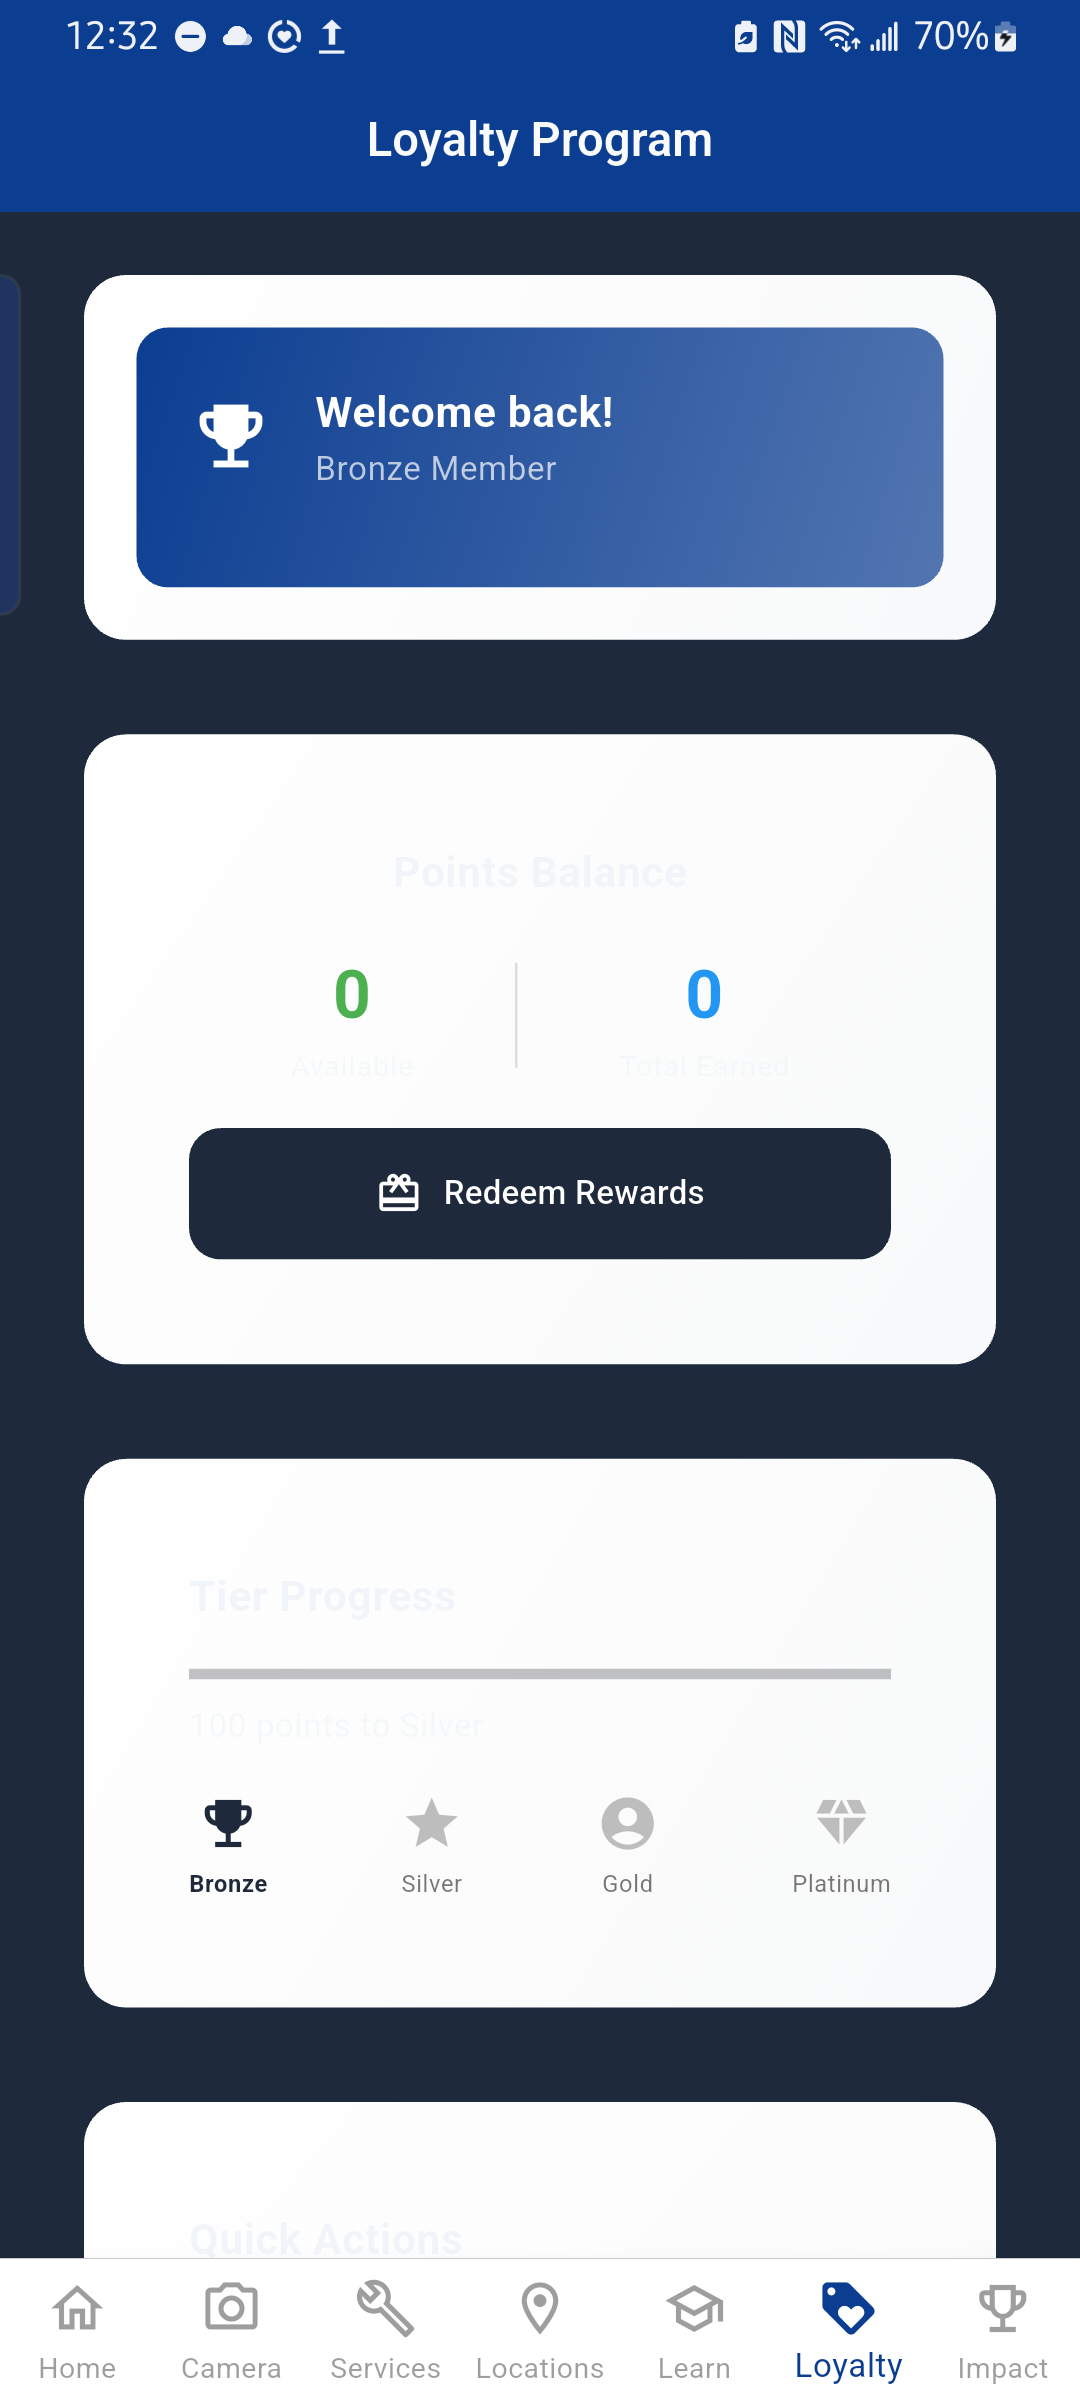 12:32
70%
Loyalty Program
Welcome back!
Bronze Member
Points Balance
0
0
Available
Total Earned
Redeem Rewards
Tier Progress
100 points to Silver
Bronze
Silver
Gold
Platinum
Quick Actions
Home
Camera
Services
Locations
Learn
Loyalty
Impact